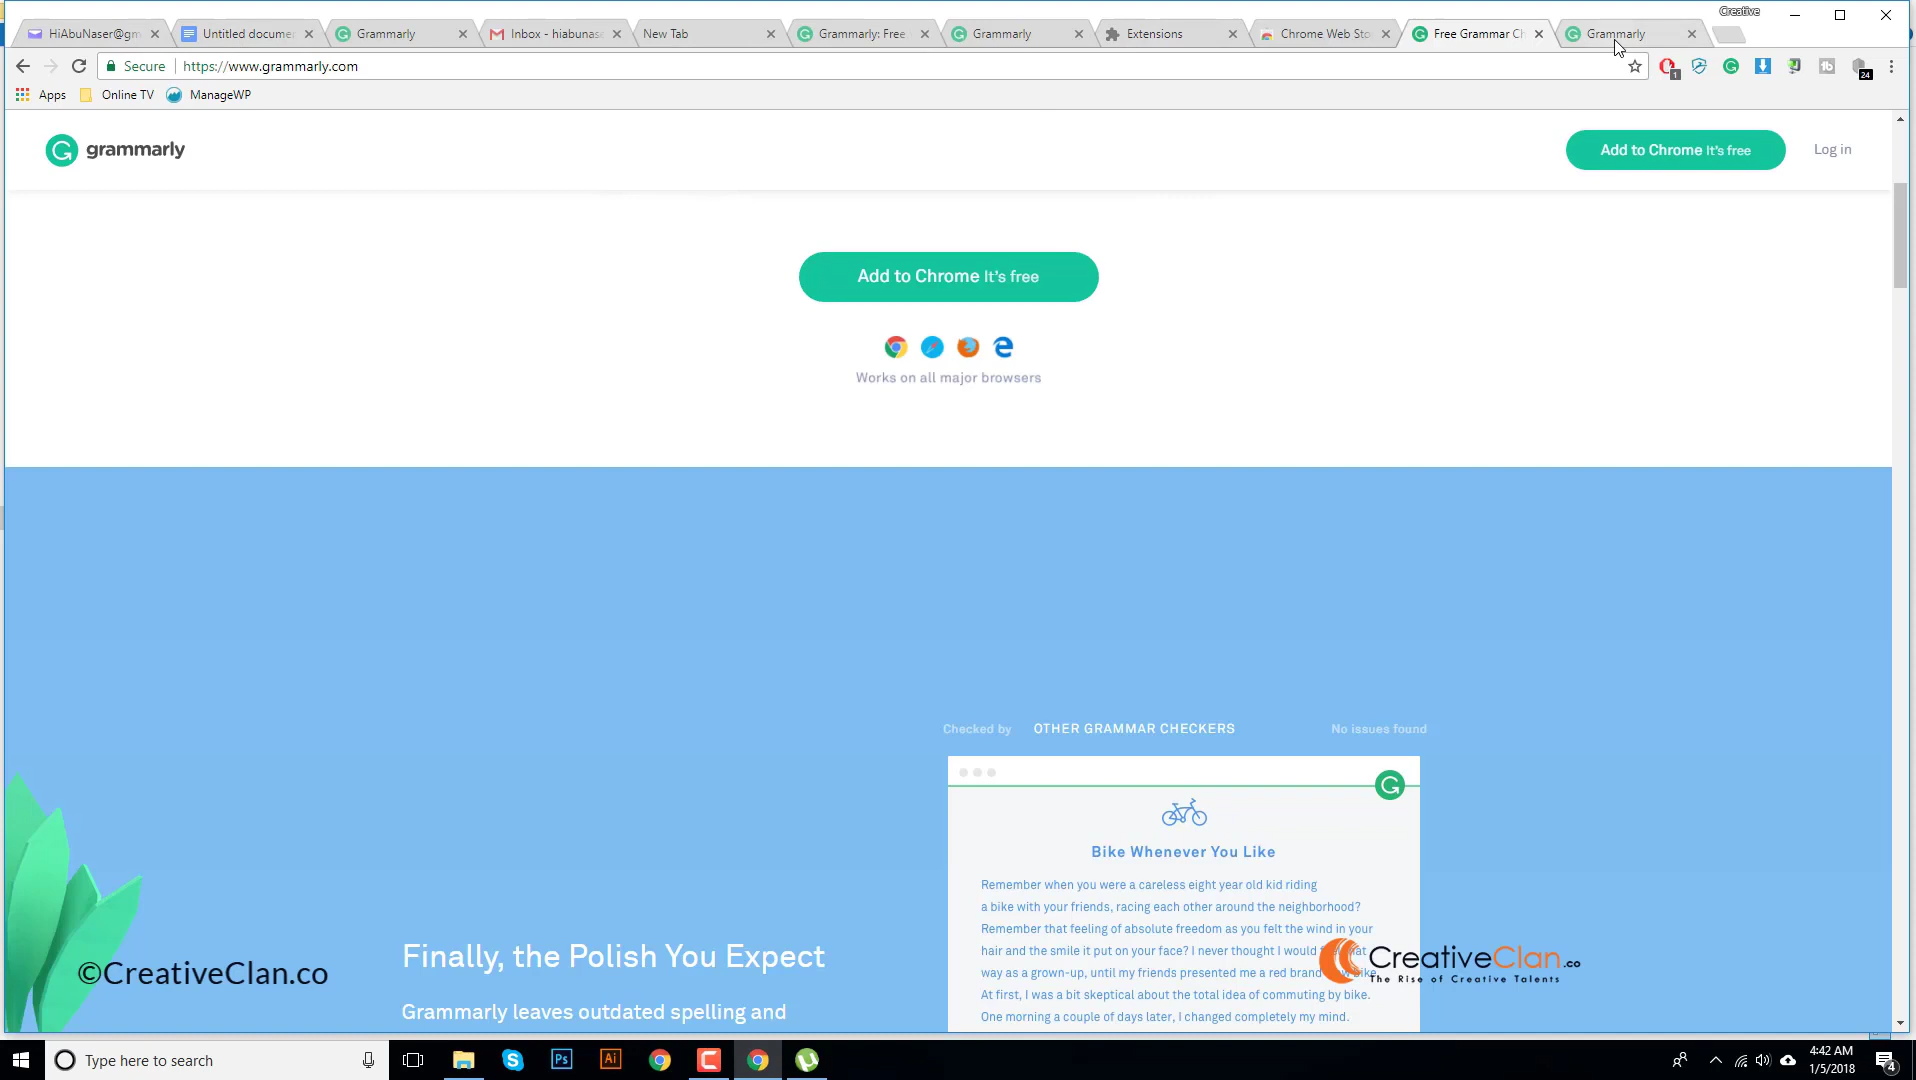 Creative
HiAbuNaser@gm
Untitled documen
Grammarly
Inbox - hiabunase
New Tab
Grammarly: Free
Grammarly
Extensions
Chrome Web Sto
Free Grammar Ch
Grammarly
Secure
https://www.grammarly.com
1
24
Apps
Online TV
ManageWP
grammarly
Add to Chrome It's free
Log in
Add to Chrome It's free
Works on all major browsers
Checked by OTHER GRAMMAR CHECKERS No issues found
Bike Whenever You Like
Remember when you were a careless eight year old kid riding
a bike with your friends, racing each other around the neighborhood?
Remember that feeling of absolute freedom as you felt the wind in your
hair and the smile it put on your face? I never thought I would
way as a grown-up, until my friends presented me a red brand bike.
At first, I was a bit skeptical about the total idea of commuting by bike.
One morning a couple of days later, I changed completely my mind.
Finally, the Polish You Expect
Grammarly leaves outdated spelling and
©CreativeClan.co
CreativeClan.co
The Rise of Creative Talents
Type here to search
Ps
Ai
4:42 AM
1/5/2018
4